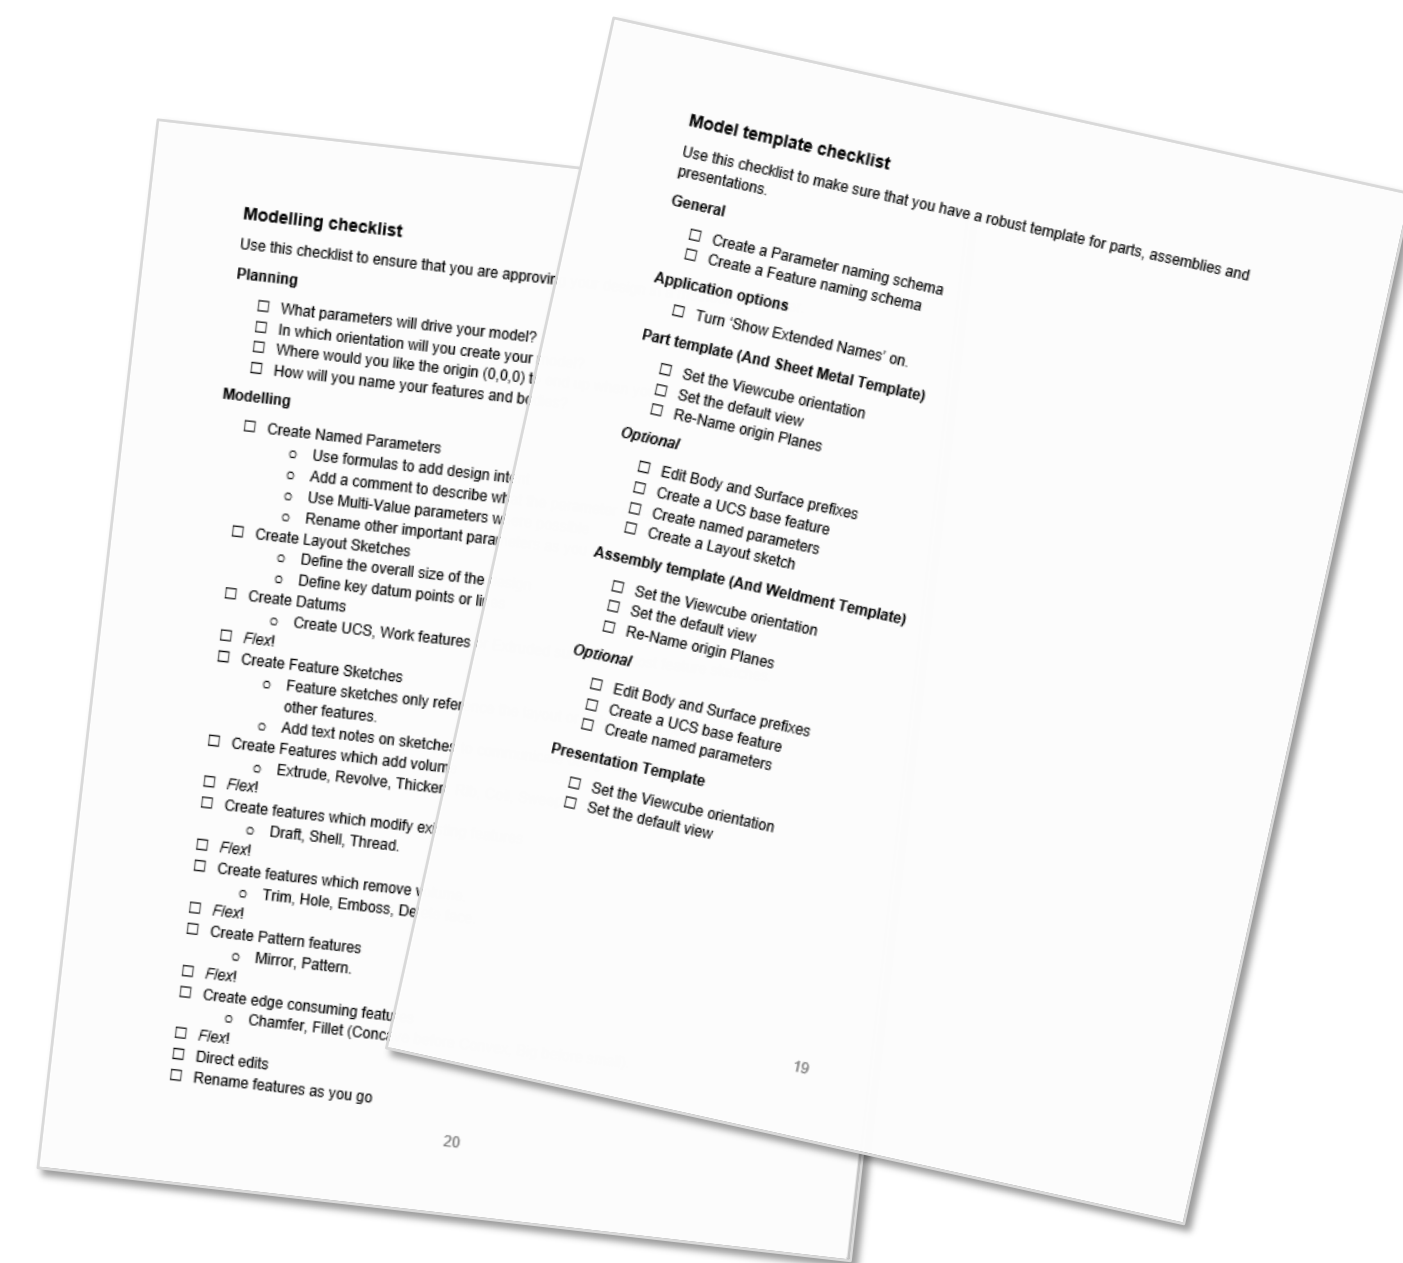 Model template checklist
Use this checklist to make sure that you have a robust template for parts, assemblies and
presentations.
General
☐ Create a Parameter naming schema
☐ Create a Feature naming schema
Application options
☐ Turn ‘Show Extended Names’ on.
Part template (And Sheet Metal Template)
☐ Set the Viewcube orientation
☐ Set the default view
☐ Re-Name origin Planes
Optional
☐ Edit Body and Surface prefixes
☐ Create a UCS base feature
☐ Create named parameters
☐ Create a Layout sketch
Assembly template (And Weldment Template)
☐ Set the Viewcube orientation
☐ Set the default view
☐ Re-Name origin Planes
Optional
☐ Edit Body and Surface prefixes
☐ Create a UCS base feature
☐ Create named parameters
Presentation Template
☐ Set the Viewcube orientation
☐ Set the default view
19
Modelling checklist
Use this checklist to ensure that you are
Planning
☐ What parameters will drive your model?
☐ In which orientation will you create your
☐ Where would you like the origin (0,0,0)
☐ How will you name your features and
Modelling
☐ Create Named Parameters
o Use formulas to add design
o Add a comment to describe
o Use Multi-Value parameters
o Rename other important
☐ Create Layout Sketches
o Define the overall size of the
o Define key datum points or
☐ Create Datums
o Create UCS, Work features
☐ Flex!
☐ Create Feature Sketches
o Feature sketches only
other features.
o Add text notes on sketches
☐ Create Features which add
o Extrude, Revolve,
☐ Flex!
☐ Create features which modify
o Draft, Shell, Thread.
☐ Flex!
☐ Create features which remove
o Trim, Hole, Emboss,
☐ Flex!
☐ Create Pattern features
o Mirror, Pattern.
☐ Flex!
☐ Create edge consuming
o Chamfer, Fillet
☐ Flex!
☐ Direct edits
☐ Rename features as you go
20